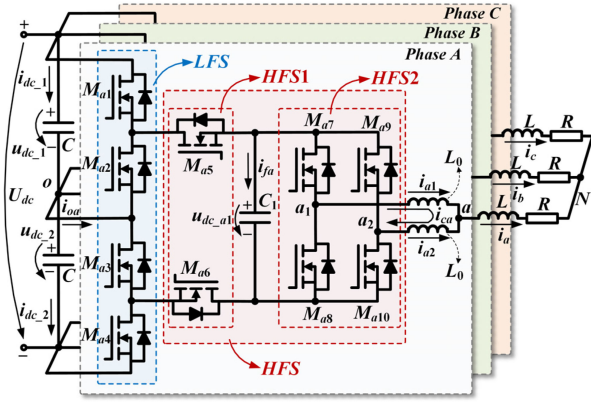 Phase C
Phase B
Phase A
LFS
HFS1
HFS2
+
i_dc_1
M_a1
M_a7
M_a9
+
u_dc_1
−
C
M_a2
M_a5
i_fa
L_0
L
R
i_c
U_dc
o
i_oa
+
C_1
u_dc_a1
−
a_1
a_2
i_a1
i_ca
a
L
R
i_b
N
L
R
i_a
+
u_dc_2
−
C
M_a3
M_a6
i_a2
L_0
i_dc_2
M_a4
M_a8
M_a10
−
HFS